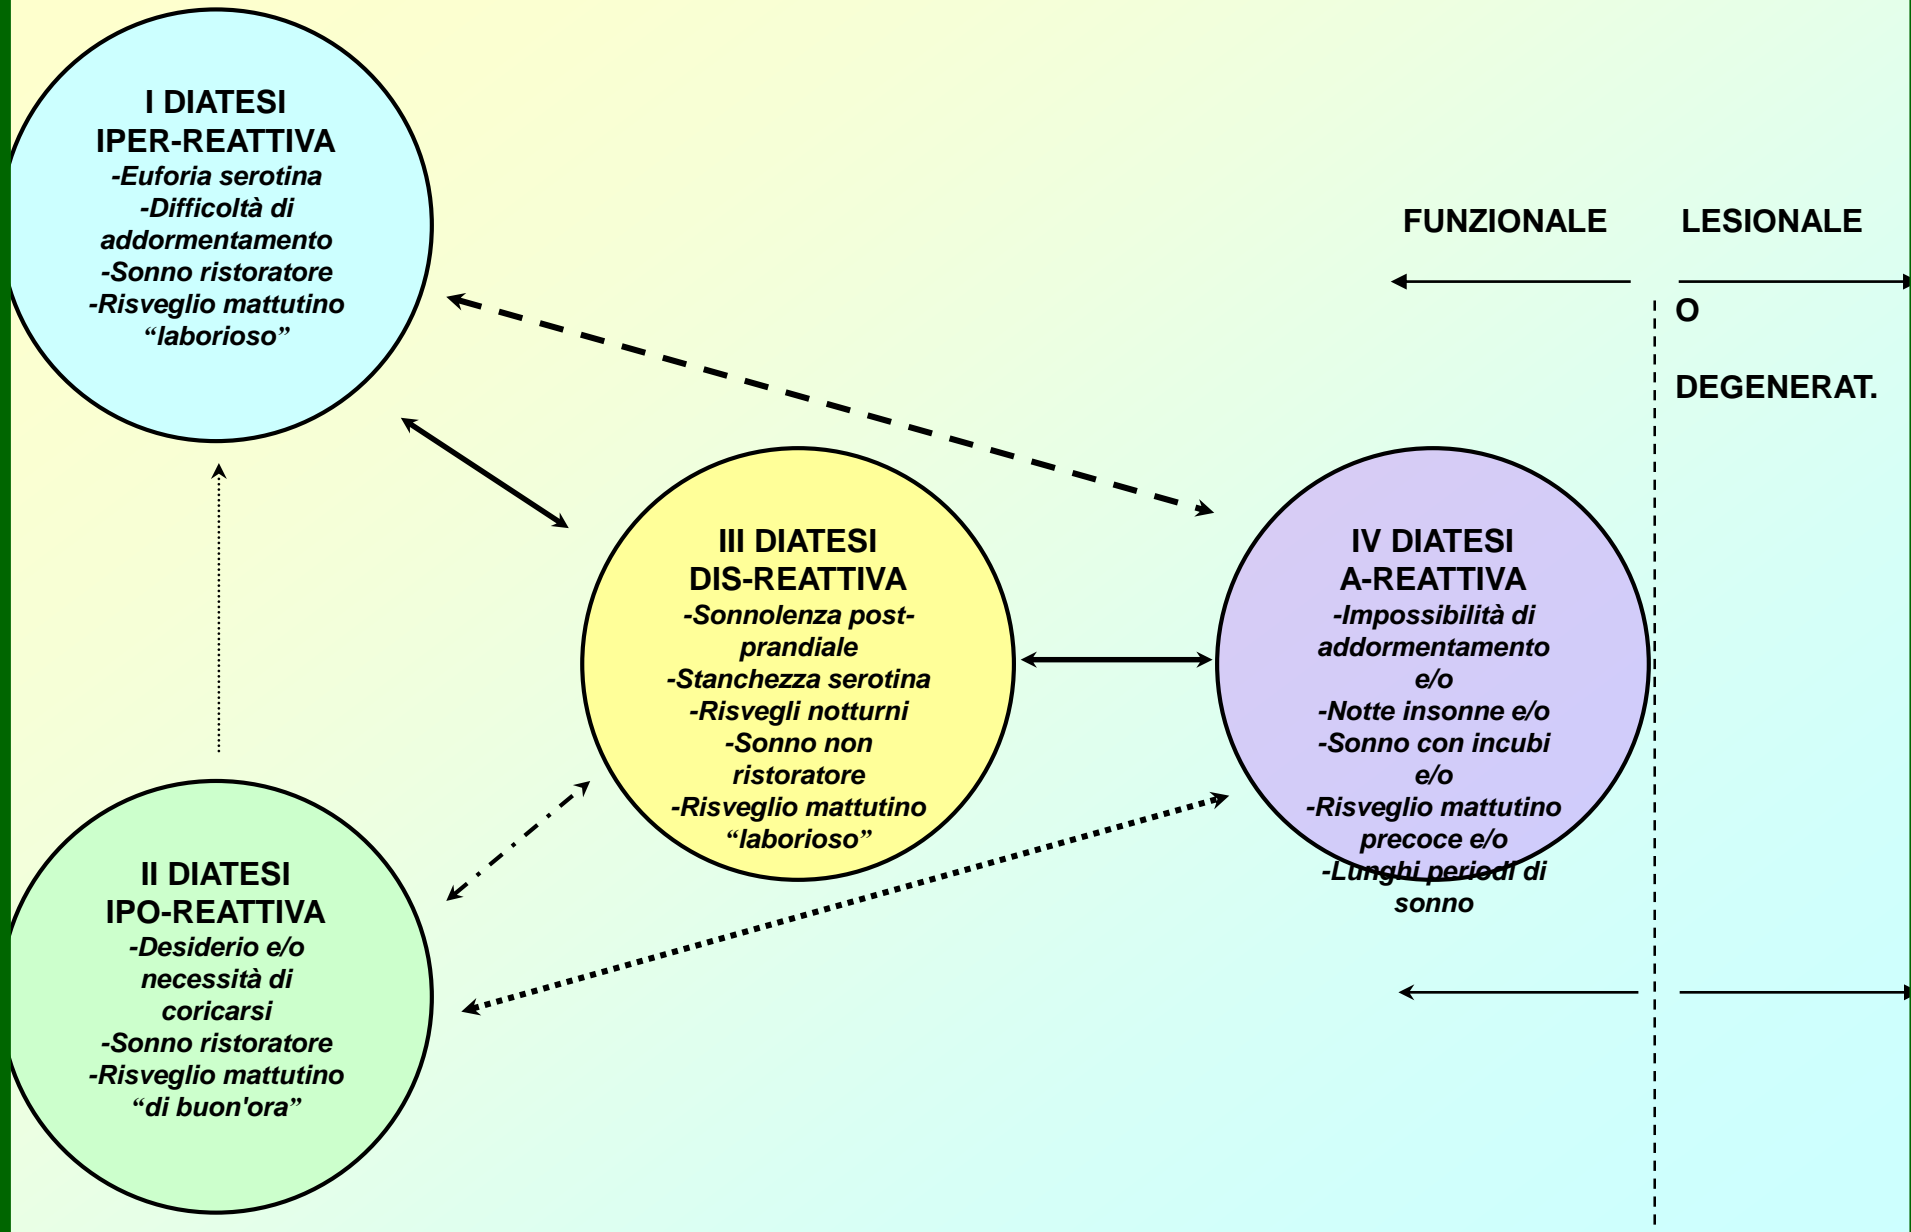 I DIATESI
IPER-REATTIVA
-Euforia serotina
-Difficoltà di
addormentamento
-Sonno ristoratore
-Risveglio mattutino
“laborioso”
FUNZIONALE
LESIONALE
O
DEGENERAT.
III DIATESI
DIS-REATTIVA
-Sonnolenza post-
prandiale
-Stanchezza serotina
-Risvegli notturni
-Sonno non
ristoratore
-Risveglio mattutino
“laborioso”
IV DIATESI
A-REATTIVA
-Impossibilità di
addormentamento
e/o
-Notte insonne e/o
-Sonno con incubi
e/o
-Risveglio mattutino
precoce e/o
-Lunghi periodi di
sonno
II DIATESI
IPO-REATTIVA
-Desiderio e/o
necessità di
coricarsi
-Sonno ristoratore
-Risveglio mattutino
“di buon'ora”